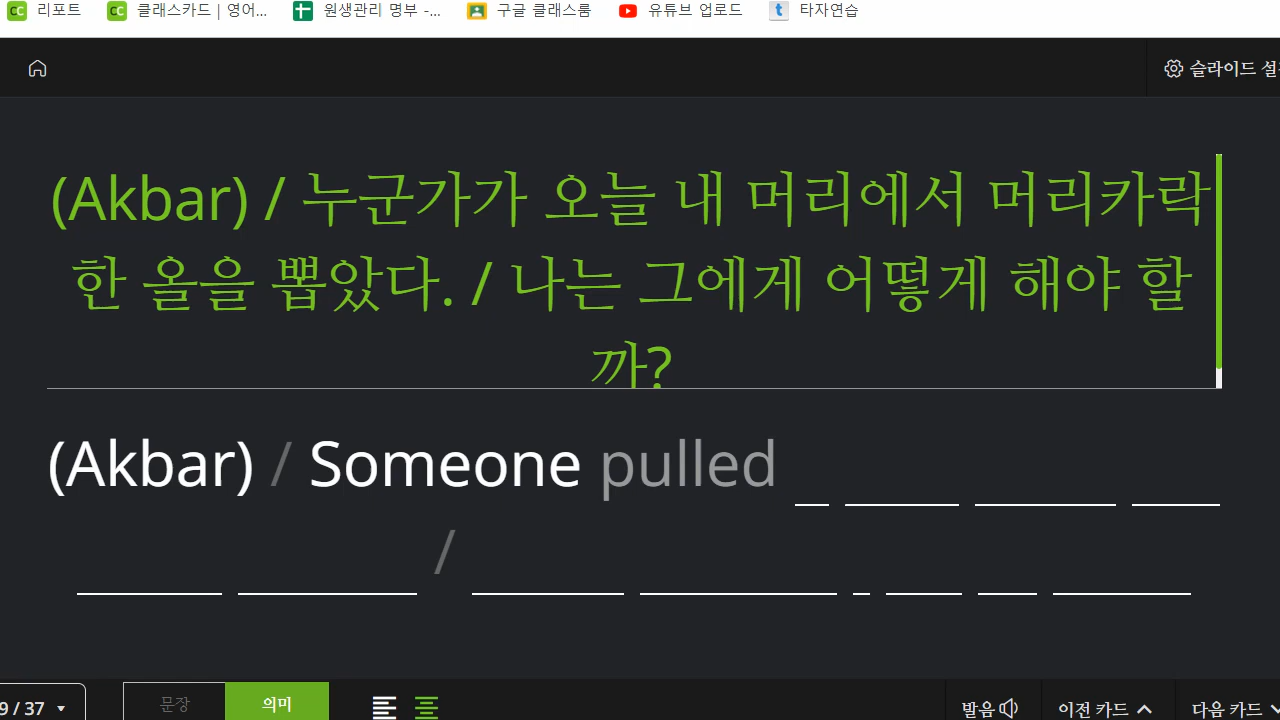 리포트 클래스카드 | 영어... 원생관리 명부 -... 구글 클래스룸 유튜브 업로드 타자연습
슬라이드
(Akbar) / 누군가가 오늘 내 머리에서 머리카락
한 올을 뽑았다. / 나는 그에게 어떻게 해야 할
까?
(Akbar) / Someone pulled
/
9 / 37 문장 의미 발음 이전 카드 다음 카드